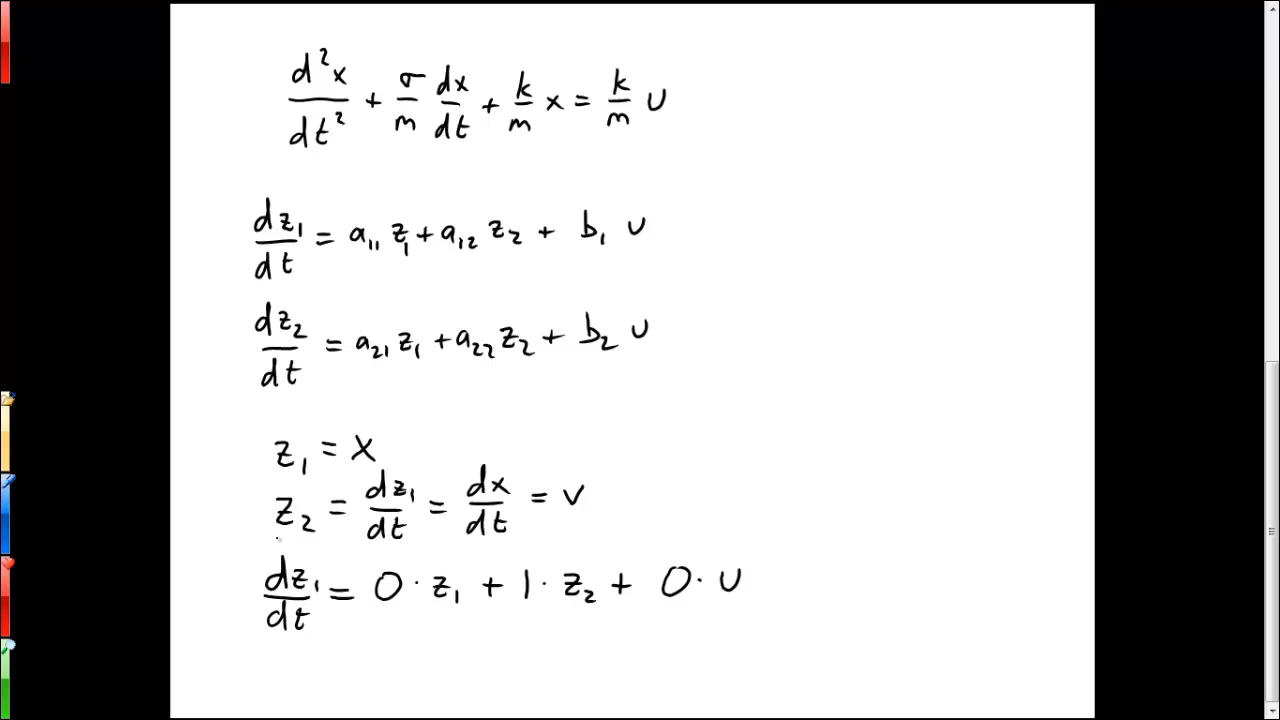 d²x/dt² + σ/m dx/dt + k/m x = k/m u
dz₁/dt = a₁₁ z₁ + a₁₂ z₂ + b₁ u
dz₂/dt = a₂₁ z₁ + a₂₂ z₂ + b₂ u
z₁ = x
z₂ = dz₁/dt = dx/dt = v
dz₁/dt = 0 · z₁ + 1 · z₂ + 0 · u